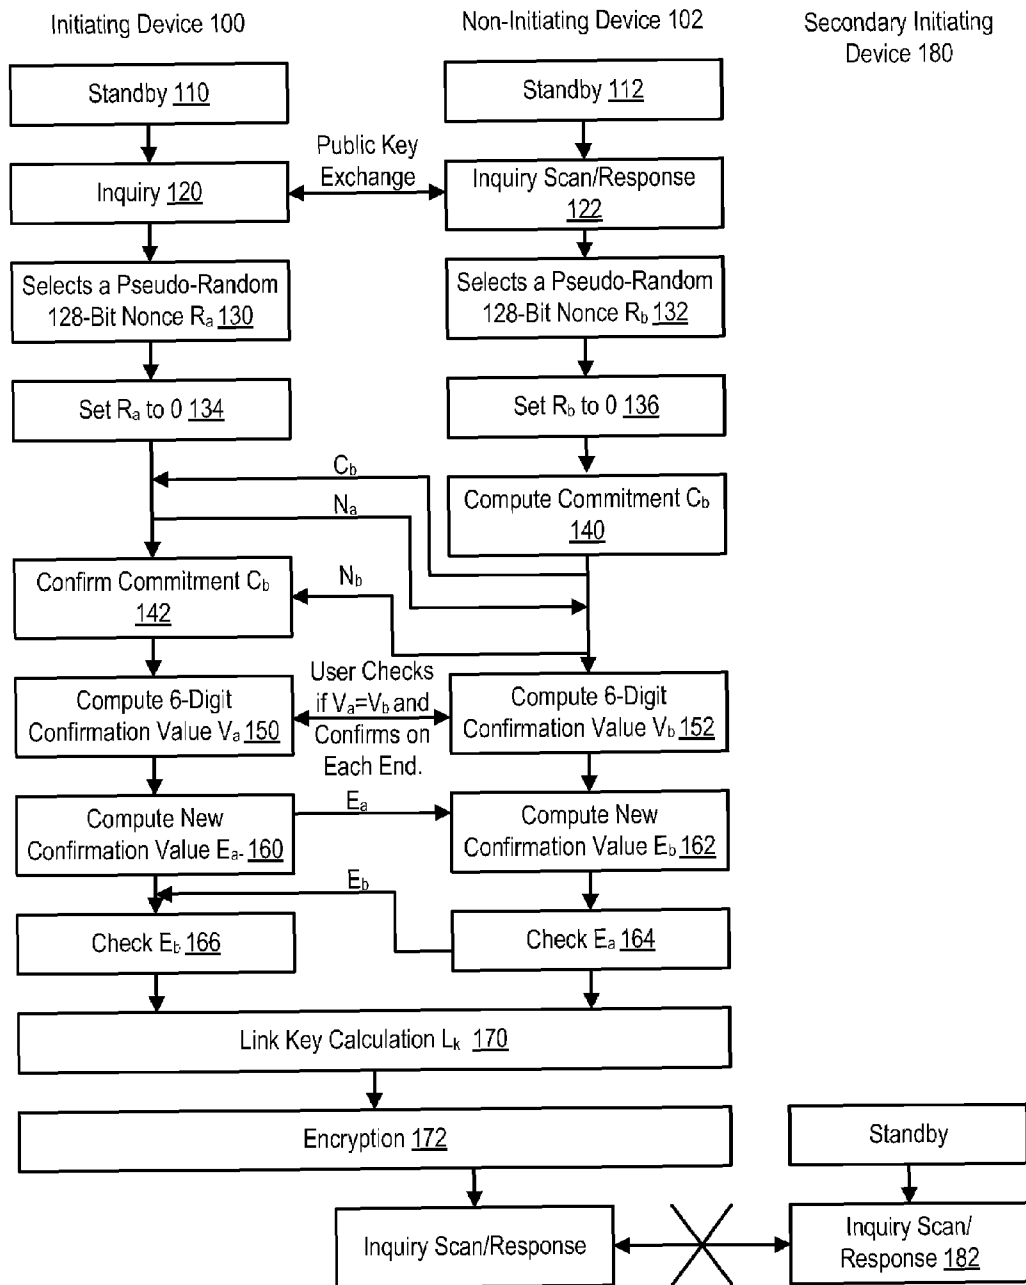 Initiating Device 100
Non-Initiating Device 102
Secondary Initiating
Device 180
Standby 110
Standby 112
Public Key
Exchange
Inquiry 120
Inquiry Scan/Response
122
Selects a Pseudo-Random
128-Bit Nonce Ra 130
Selects a Pseudo-Random
128-Bit Nonce Rb 132
Set Ra to 0 134
Set Rb to 0 136
Cb
Na
Compute Commitment Cb
140
Confirm Commitment Cb
142
Nb
Compute 6-Digit
Confirmation Value Va 150
User Checks
if Va=Vb and
Confirms on
Each End.
Compute 6-Digit
Confirmation Value Vb 152
Compute New
Confirmation Value Ea- 160
Ea
Compute New
Confirmation Value Eb 162
Eb
Check Eb 166
Check Ea 164
Link Key Calculation Lk 170
Encryption 172
Standby
Inquiry Scan/Response
Inquiry Scan/
Response 182